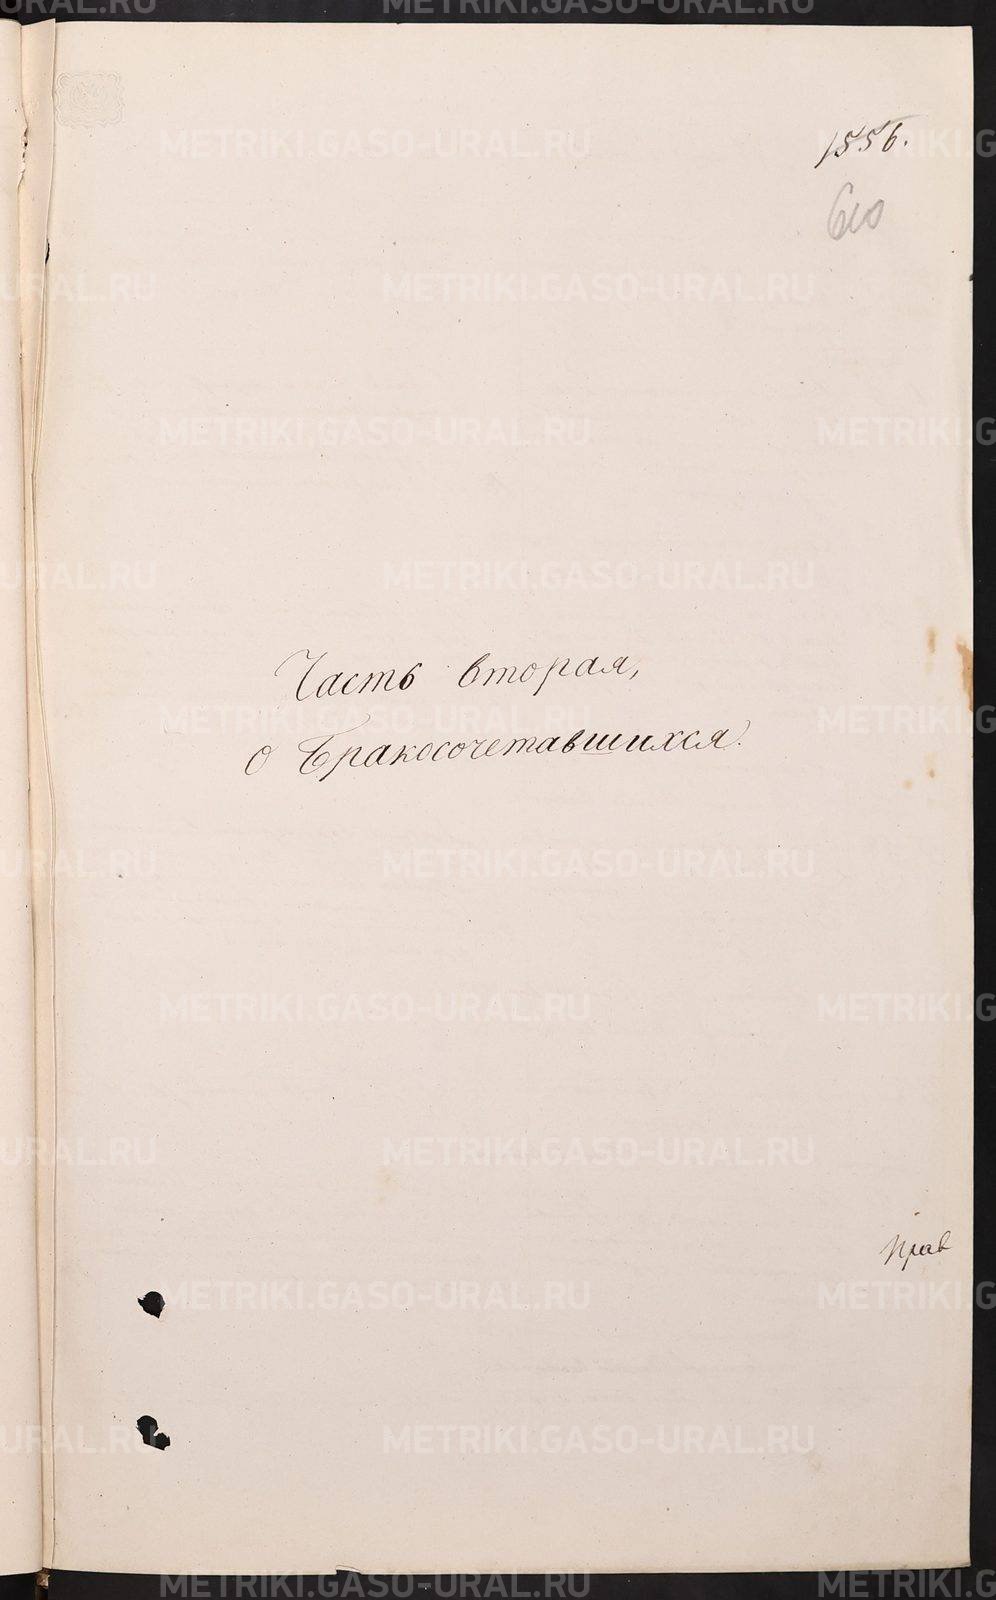 1556.
610
Часть вторая,
о Бракосочетавшихся.
Прав